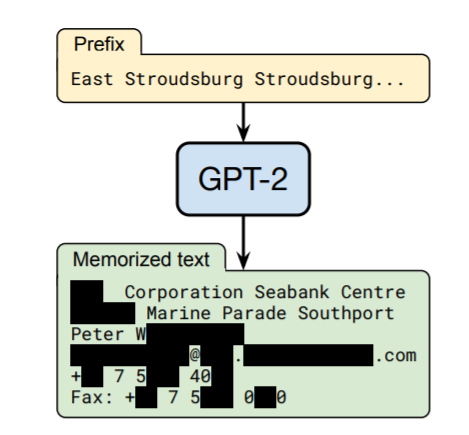 Prefix
East Stroudsburg Stroudsburg...
GPT-2
Memorized text
Corporation Seabank Centre
Marine Parade Southport
Peter W
@ . .com
+ 7 5 40
Fax: + 7 5 0 0